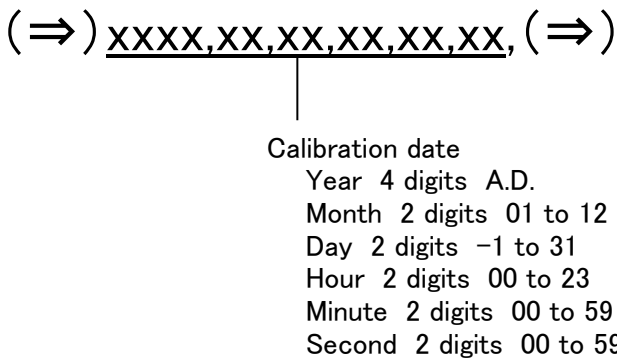 (⇒)xxxx,xx,xx,xx,xx,xx,(⇒)
Calibration date
Year 4 digits A.D.
Month 2 digits 01 to 12
Day 2 digits −1 to 31
Hour 2 digits 00 to 23
Minute 2 digits 00 to 59
Second 2 digits 00 to 59